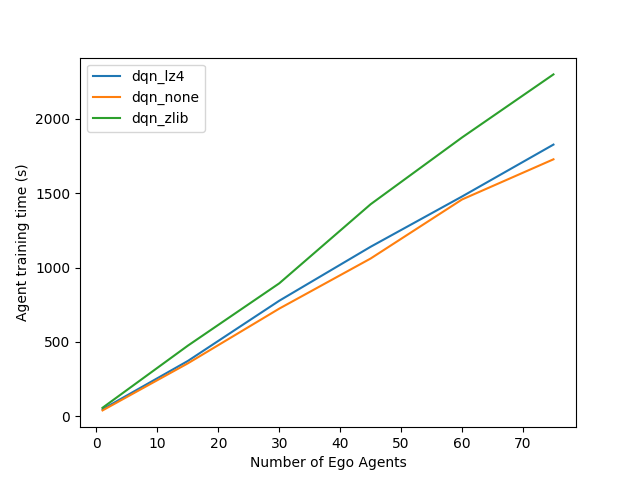 dqn_lz4
dqn_none
dqn_zlib
2000
1500
1000
500
0
Agent training time (s)
0 10 20 30 40 50 60 70
Number of Ego Agents